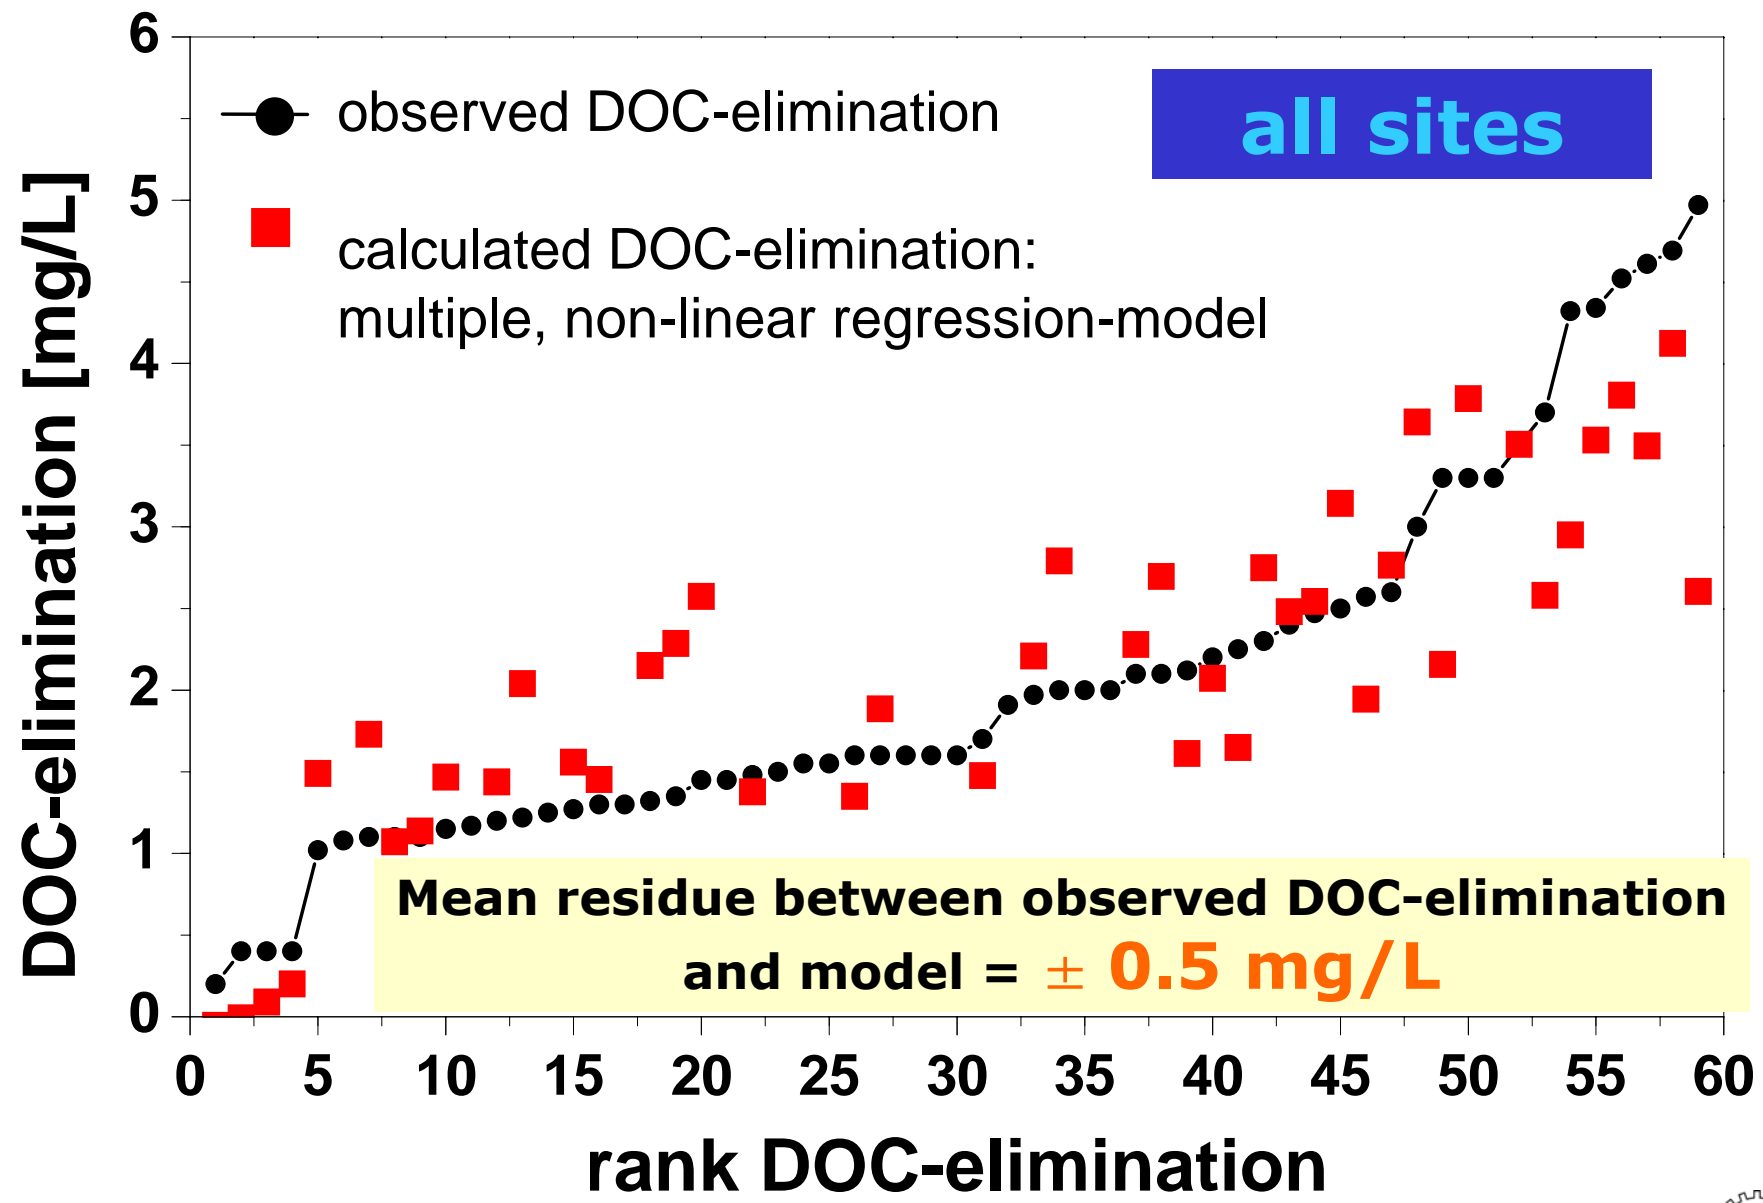 6
5
4
3
2
1
0
DOC-elimination [mg/L]
observed DOC-elimination
calculated DOC-elimination:
multiple, non-linear regression-model
all sites
Mean residue between observed DOC-elimination
and model = ± 0.5 mg/L
0 5 10 15 20 25 30 35 40 45 50 55 60
rank DOC-elimination